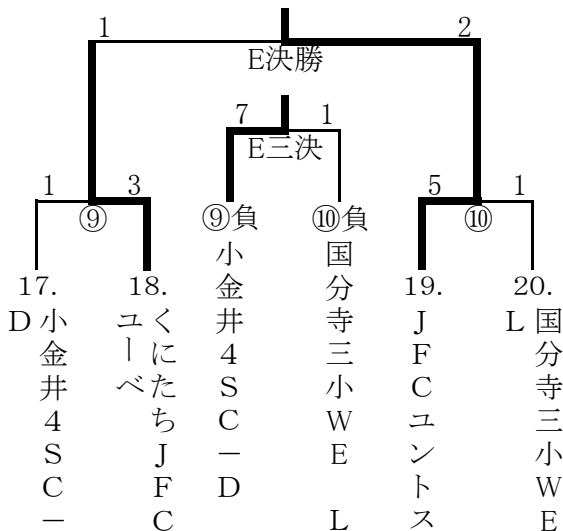 1 2
E決勝
7 1
E三決
1 3 5 1
⑨ ⑨負 ⑩負 ⑩
17. 18. 19. 20.
小金井4SC－
D
くにたちJFC
ユーベ
小金井4SC－D
国分寺三小WE L
JFCユントス
国分寺三小WE
L